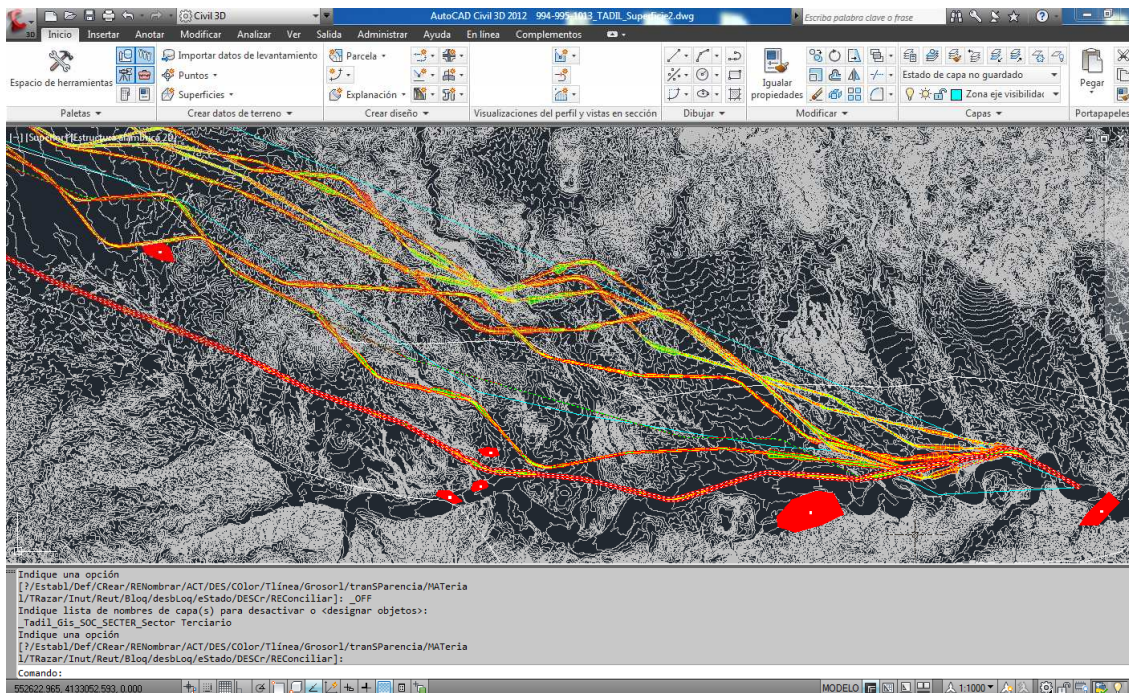 Civil 3D
AutoCAD Civil 3D 2012 994-995-1013_TADIL_Superficie2.dwg
Escriba palabra clave o frase
3D
Inicio Insertar Anotar Modificar Analizar Ver Salida Administrar Ayuda En línea Complementos
Espacio de herramientas
Importar datos de levantamiento
Puntos
Superficies
Parcela
Explanación
Igualar
propiedades
Estado de capa no guardado
Zona eje visibilidac
Pegar
Paletas
Crear datos de terreno
Crear diseño
Visualizaciones del perfil y vistas en sección
Dibujar
Modificar
Capas
Portapapeles
Indique una opción
[?/Establ/Def/CRear/RENombrar/ACT/DES/COlor/Tlínea/Grosorl/tranSParencia/MATeria
l/TRazar/Inut/Reut/Bloq/desbLoq/eStado/DESCr/REConciliar]: _OFF
Indique lista de nombres de capa(s) para desactivar o <designar objetos>:
_Tadil_Gis_SOC_SECTER_Sector Terciario
Indique una opción
[?/Establ/Def/CRear/RENombrar/ACT/DES/COlor/Tlínea/Grosorl/tranSParencia/MATeria
l/TRazar/Inut/Reut/Bloq/desbLoq/eStado/DESCr/REConciliar]:
Comando:
552622.965, 4133052.593, 0.000
MODELO
1:1000